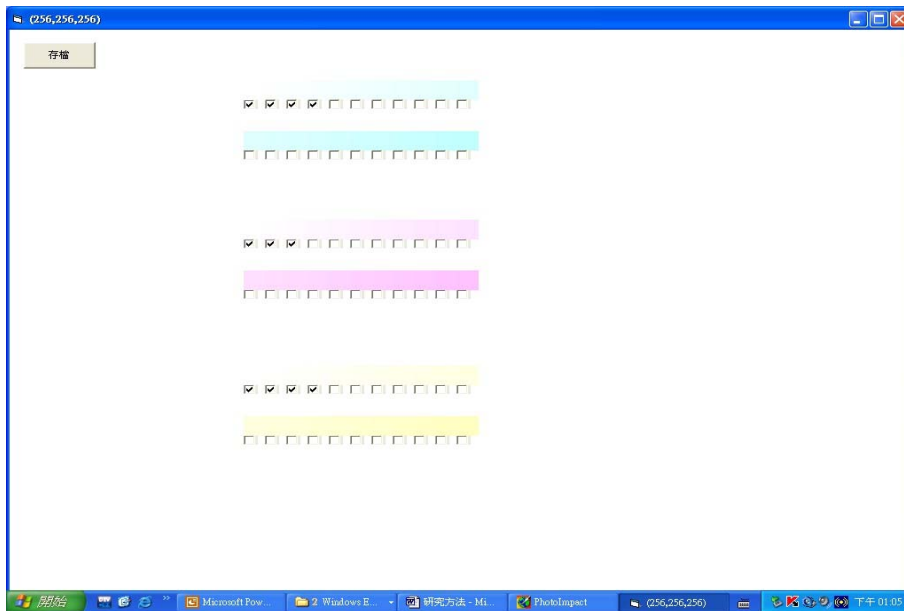 (256,256,256)
存檔
開始
»
Microsoft Pow...
2 Windows E...
研究方法 - Mi...
PhotoImpact
(256,256,256)
下午 01:05